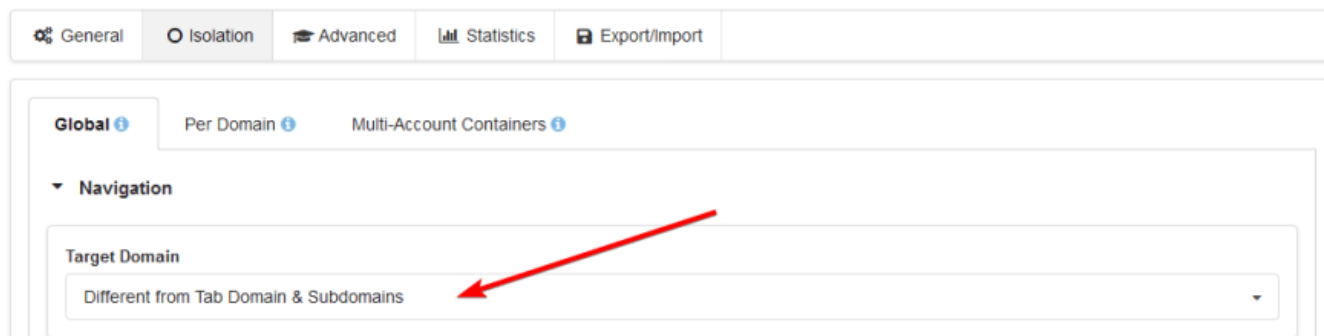 General Isolation Advanced Statistics Export/Import
Global Per Domain Multi-Account Containers
Navigation
Target Domain
Different from Tab Domain & Subdomains